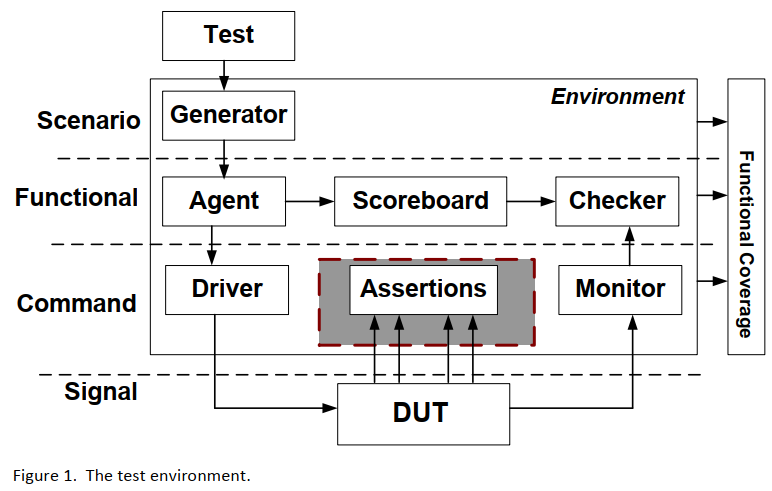 Test
Environment
Scenario
Generator
Functional
Agent
Scoreboard
Checker
Functional Coverage
Command
Driver
Assertions
Monitor
Signal
DUT
Figure 1. The test environment.